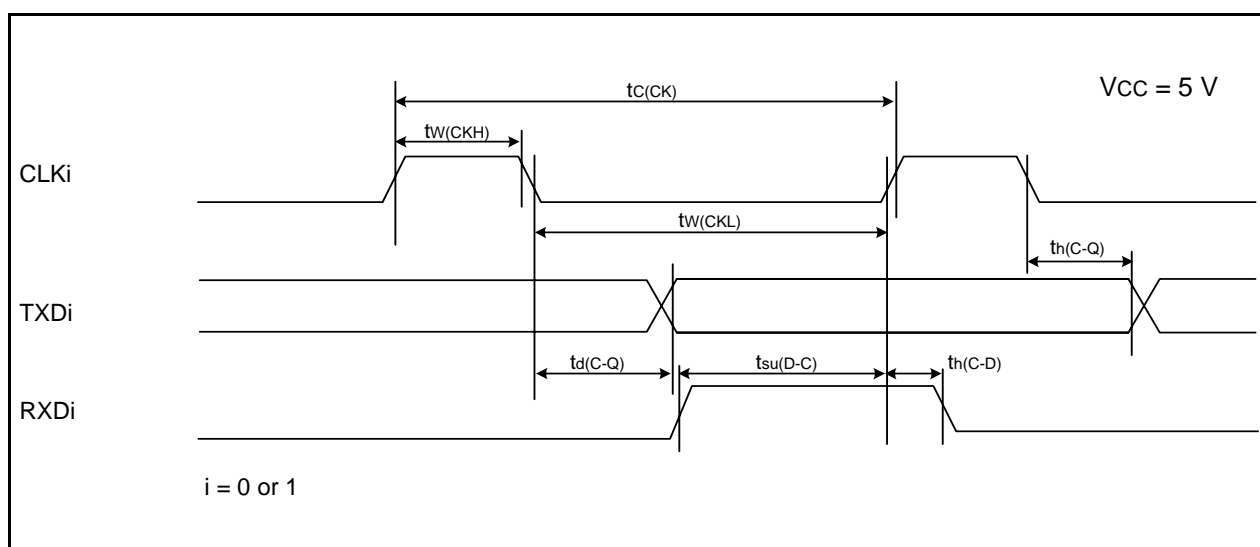 VCC = 5 V
tC(CK)
tW(CKH)
CLKi
tW(CKL)
th(C-Q)
TXDi
td(C-Q)
tsu(D-C)
th(C-D)
RXDi
i = 0 or 1